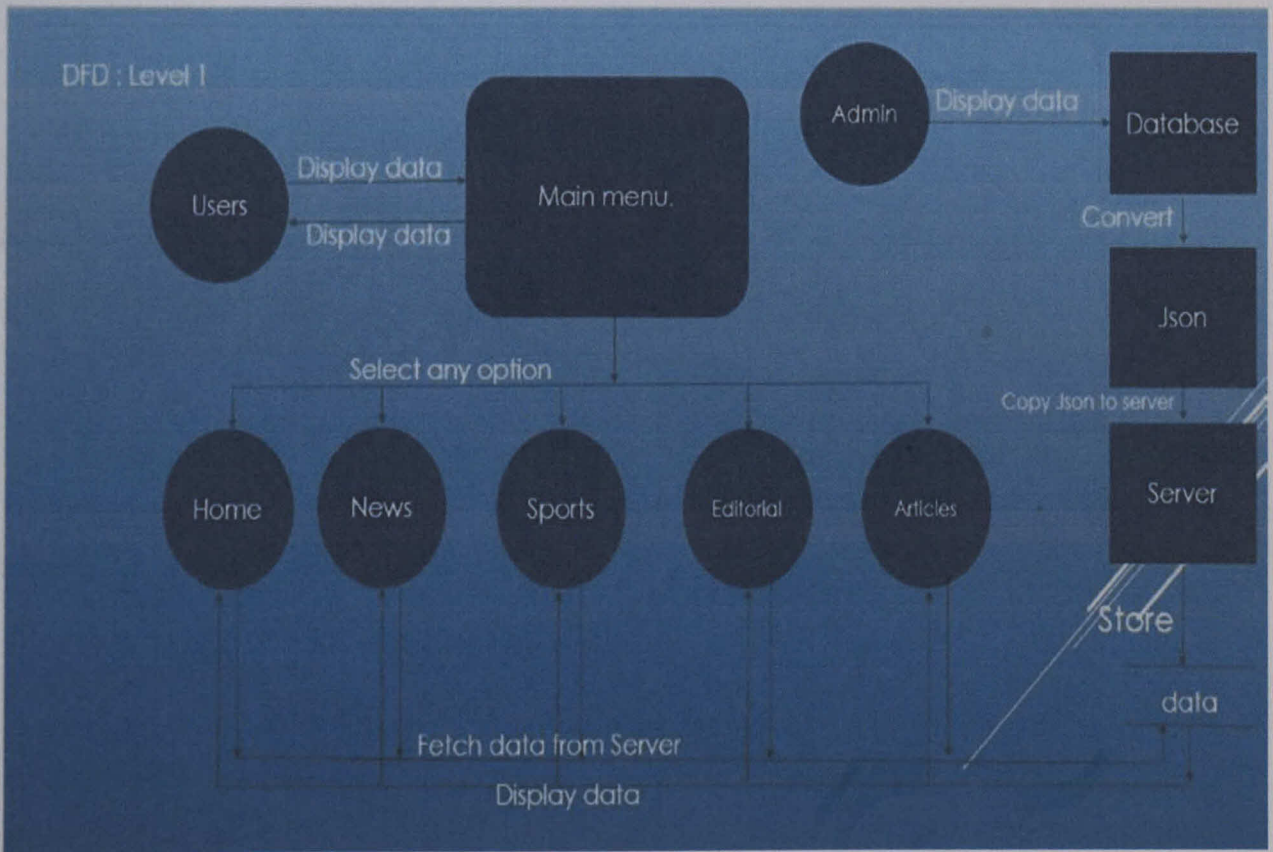 DFD : Level 1
Users
Display data
Display data
Main menu.
Admin
Display data
Database
Convert
Json
Copy Json to server
Server
Store
data
Select any option
Home
News
Sports
Editorial
Articles
Fetch data from Server
Display data